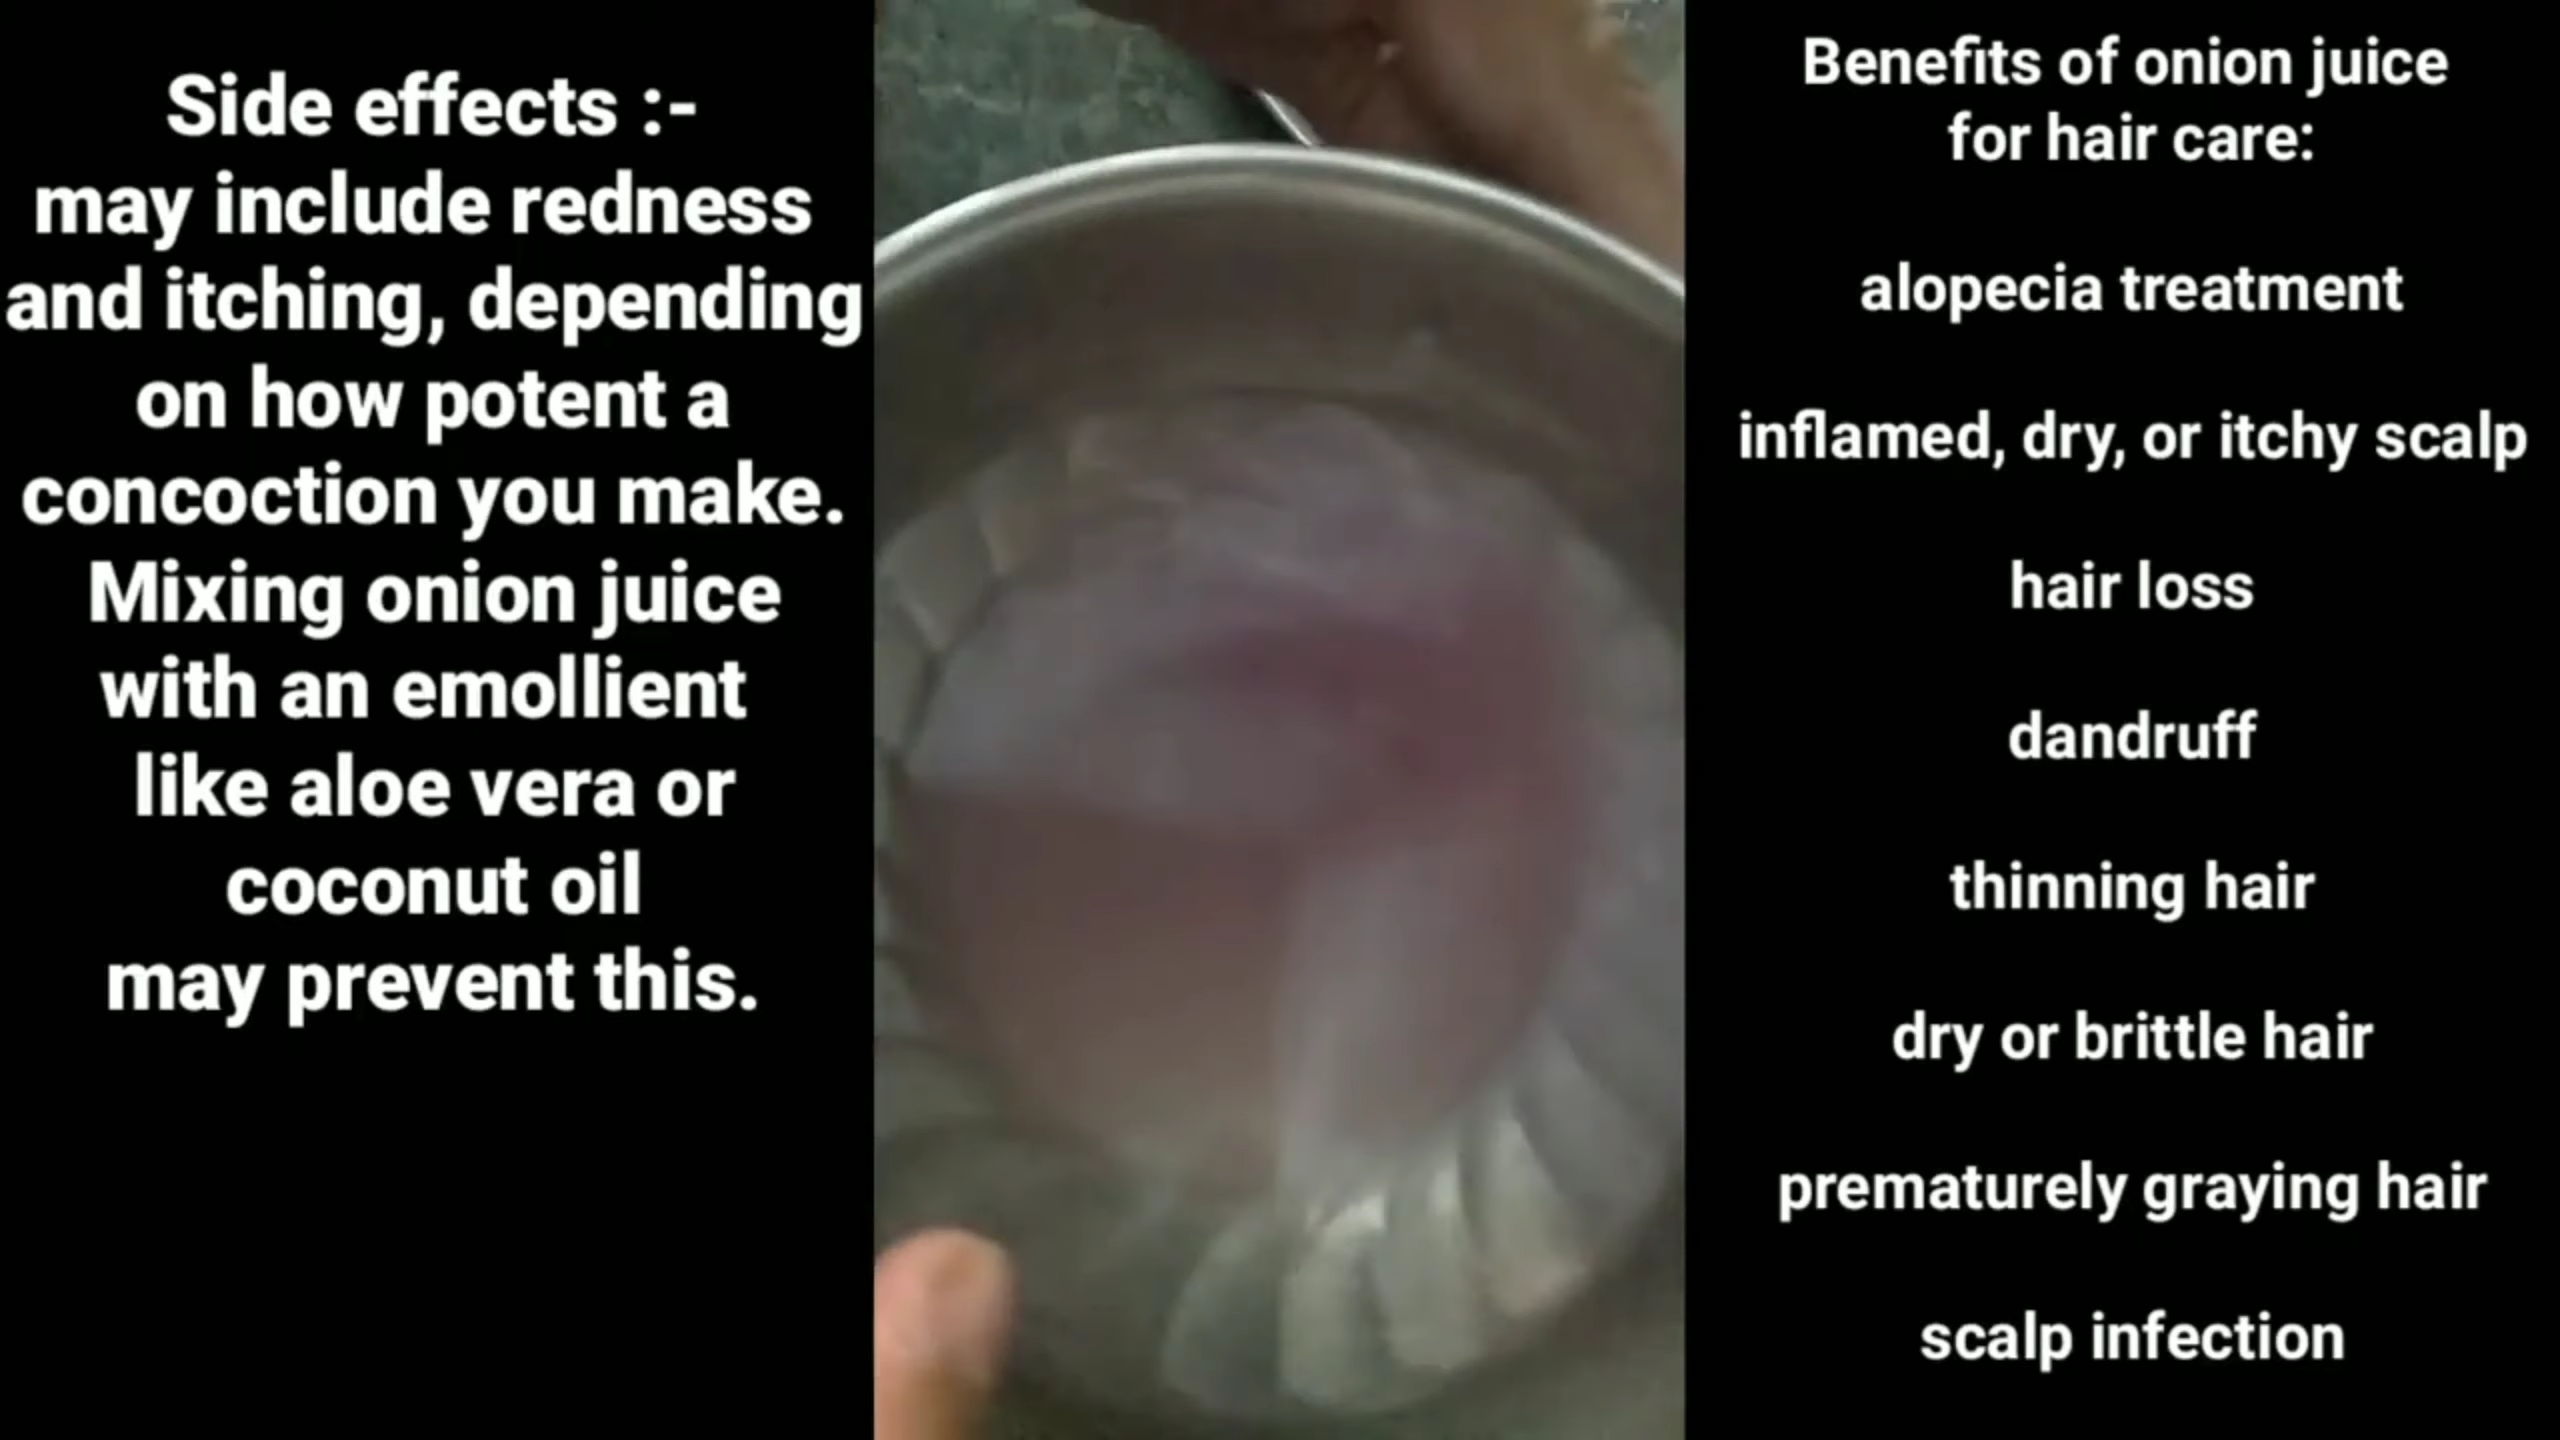 Side effects :-
may include redness
and itching, depending
on how potent a
concoction you make.
Mixing onion juice
with an emollient
like aloe vera or
coconut oil
may prevent this.
Benefits of onion juice
for hair care:
alopecia treatment
inflamed, dry, or itchy scalp
hair loss
dandruff
thinning hair
dry or brittle hair
prematurely graying hair
scalp infection